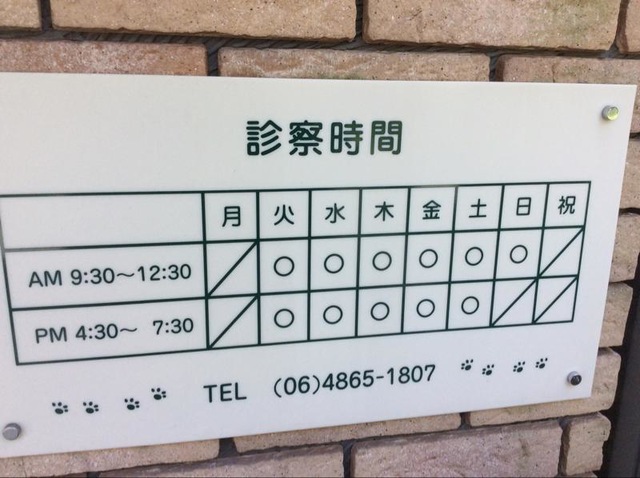 診察時間
月 火 水 木 金 土 日 祝
AM 9:30～12:30 ／ ○ ○ ○ ○ ○ ○ ／
PM 4:30～ 7:30 ／ ○ ○ ○ ○ ○ ／ ／
TEL (06)4865-1807